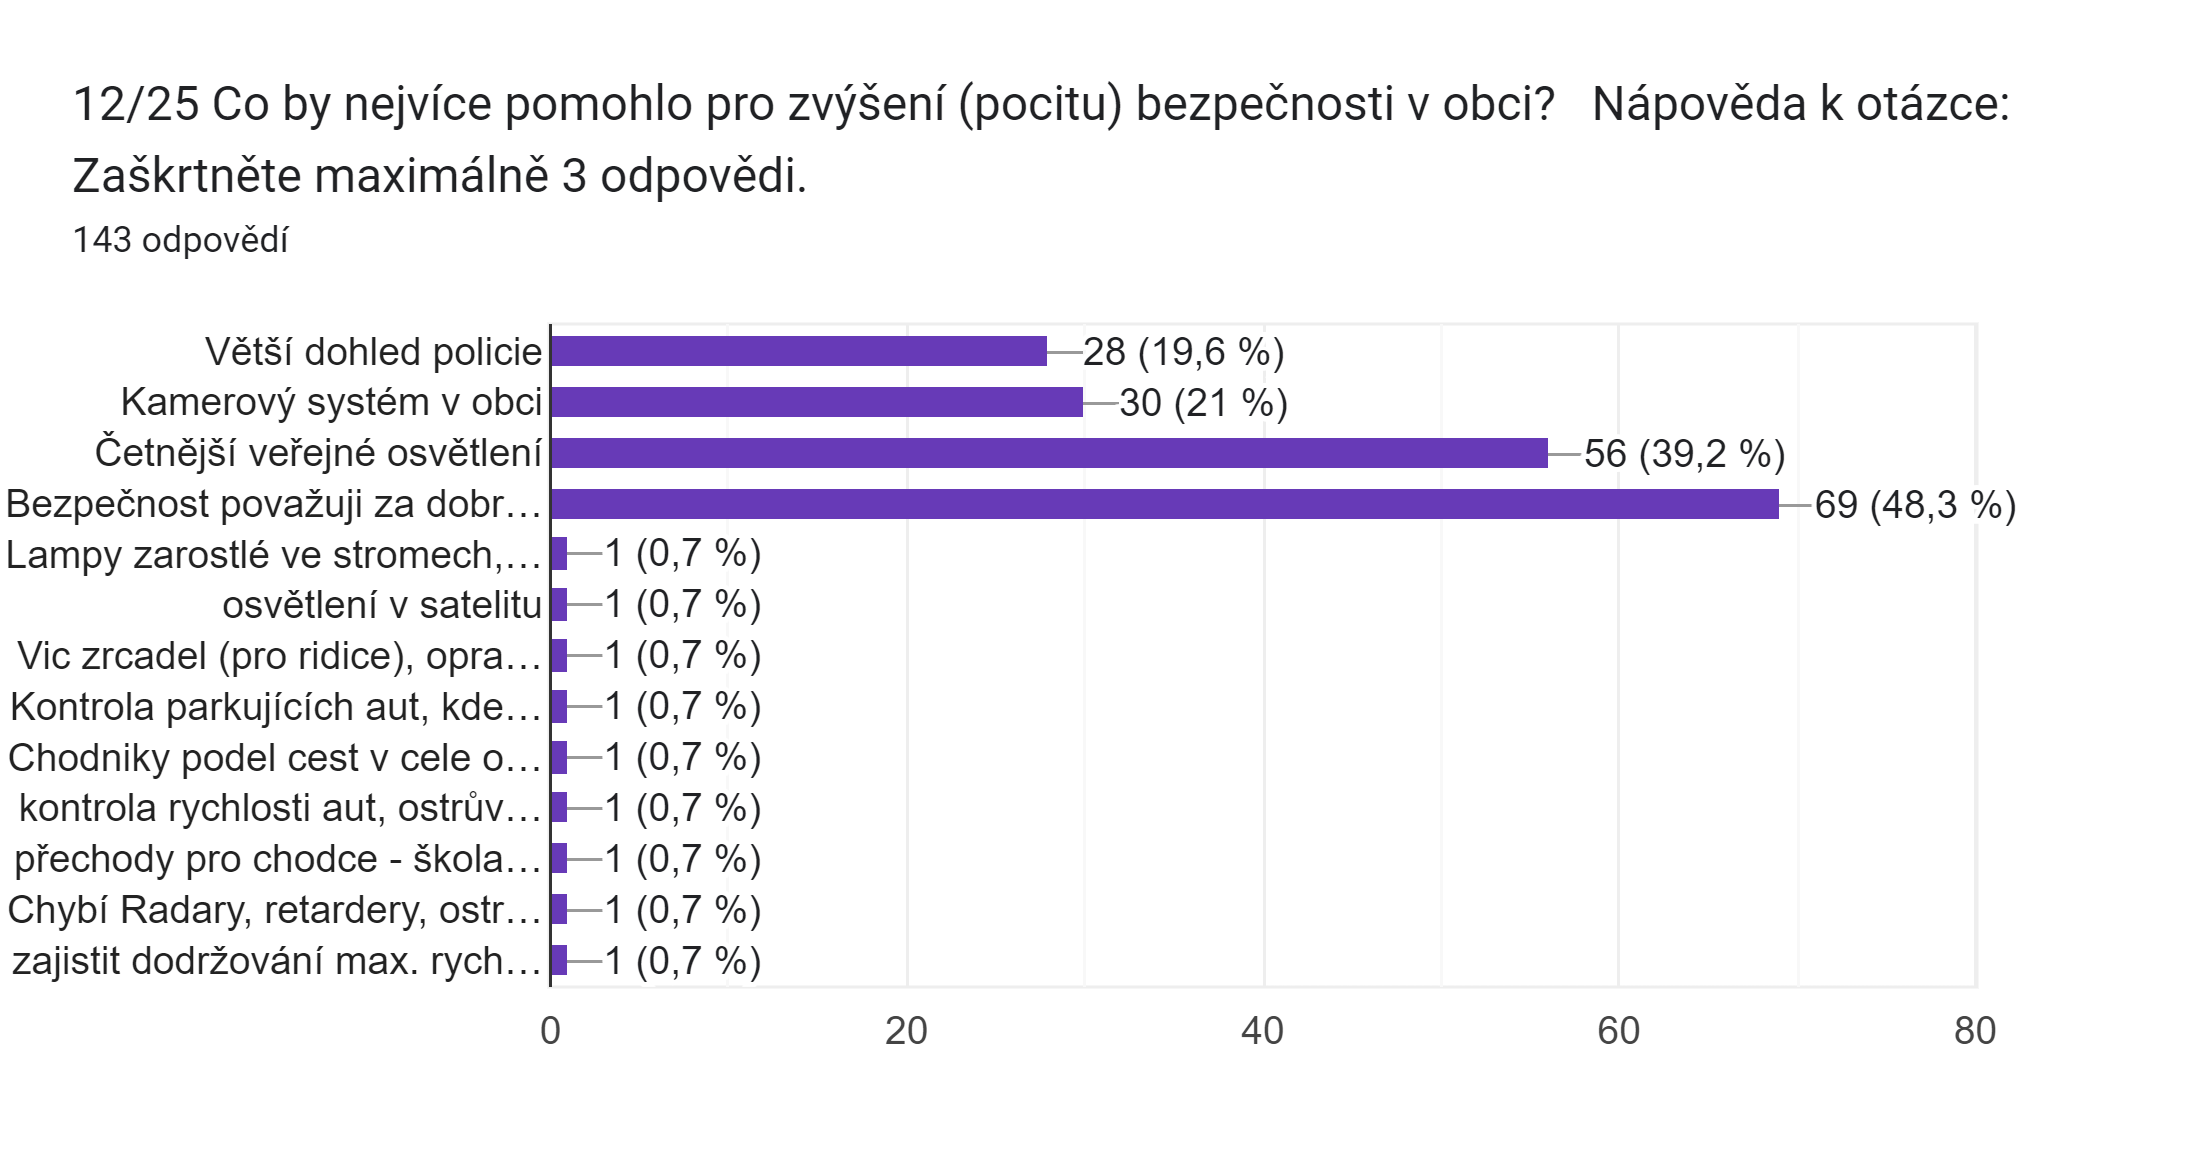 12/25 Co by nejvíce pomohlo pro zvýšení (pocitu) bezpečnosti v obci?   Nápověda k otázce:
Zaškrtněte maximálně 3 odpovědi.
143 odpovědí
Větší dohled policie 28 (19,6 %)
Kamerový systém v obci 30 (21 %)
Četnější veřejné osvětlení 56 (39,2 %)
Bezpečnost považuji za dobr… 69 (48,3 %)
Lampy zarostlé ve stromech,… 1 (0,7 %)
osvětlení v satelitu 1 (0,7 %)
Vic zrcadel (pro ridice), opra… 1 (0,7 %)
Kontrola parkujících aut, kde… 1 (0,7 %)
Chodniky podel cest v cele o… 1 (0,7 %)
kontrola rychlosti aut, ostrův… 1 (0,7 %)
přechody pro chodce - škola… 1 (0,7 %)
Chybí Radary, retardery, ostr… 1 (0,7 %)
zajistit dodržování max. rych… 1 (0,7 %)
0 20 40 60 80